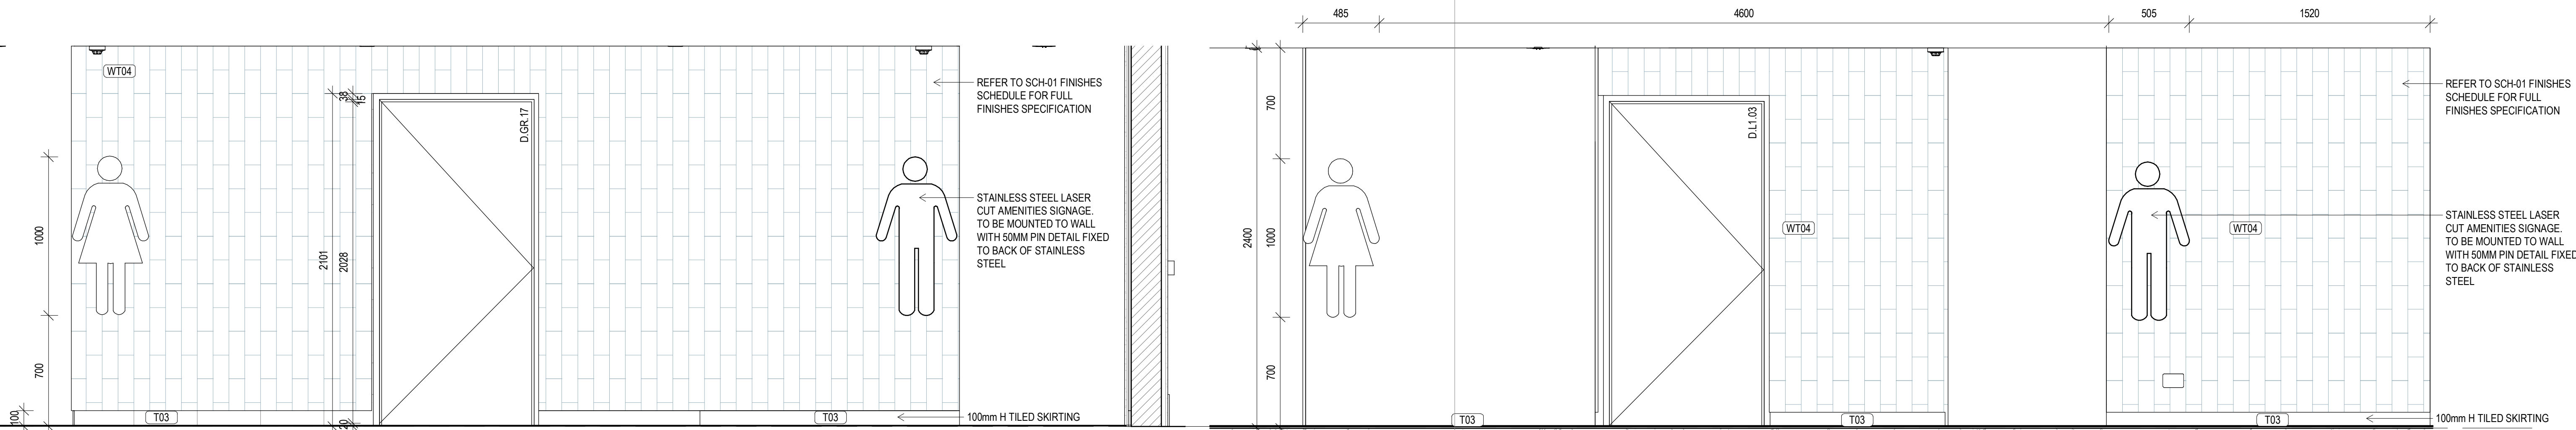 485
4600
505
1520
WT04
38
15
D.GR.17
REFER TO SCH-01 FINISHES
SCHEDULE FOR FULL
FINISHES SPECIFICATION
STAINLESS STEEL LASER
CUT AMENITIES SIGNAGE.
TO BE MOUNTED TO WALL
WITH 50MM PIN DETAIL FIXED
TO BACK OF STAINLESS
STEEL
1000
2101
2028
700
100
20
T03
T03
100mm H TILED SKIRTING
700
D.L1.03
REFER TO SCH-01 FINISHES
SCHEDULE FOR FULL
FINISHES SPECIFICATION
2400
1000
WT04
WT04
STAINLESS STEEL LASER
CUT AMENITIES SIGNAGE.
TO BE MOUNTED TO WALL
WITH 50MM PIN DETAIL FIXED
TO BACK OF STAINLESS
STEEL
700
T03
T03
T03
100mm H TILED SKIRTING